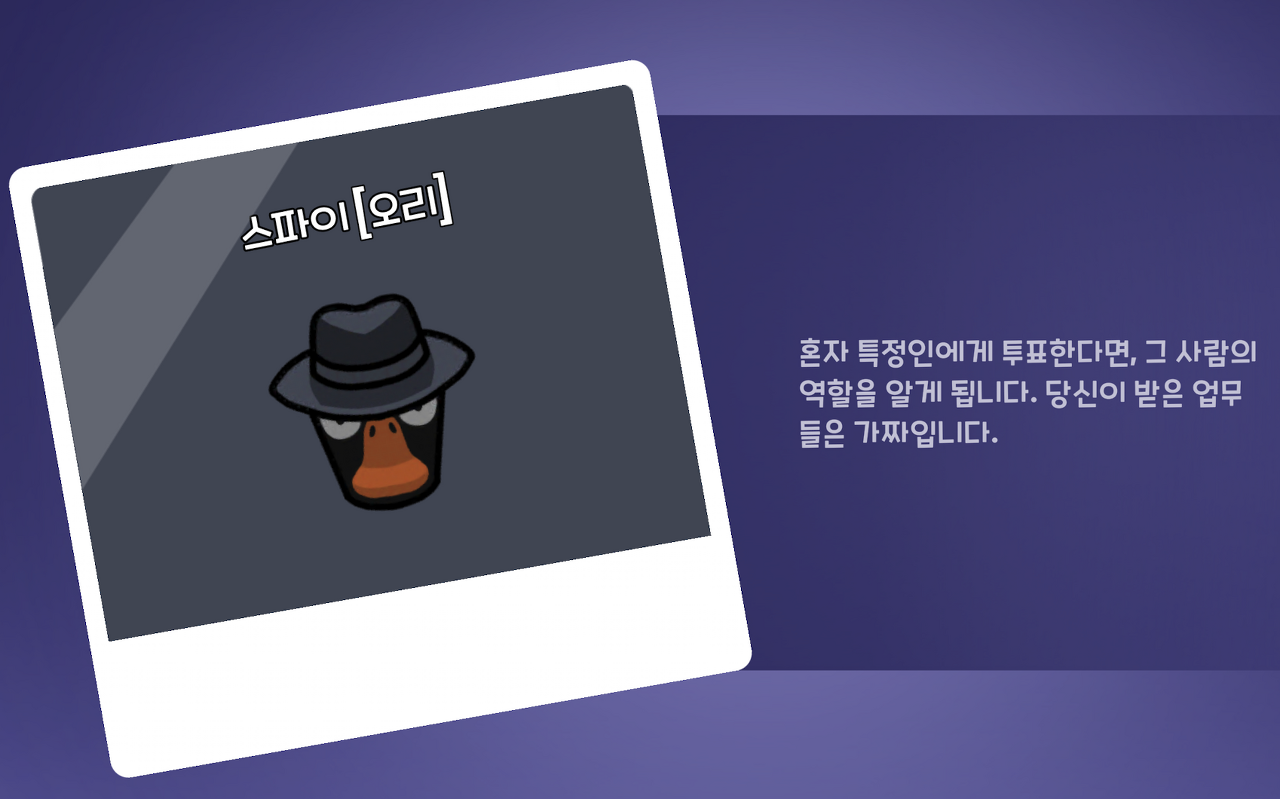 스파이 [오리]
혼자 특정인에게 투표한다면, 그 사람의
역할을 알게 됩니다. 당신이 받은 업무
들은 가짜입니다.